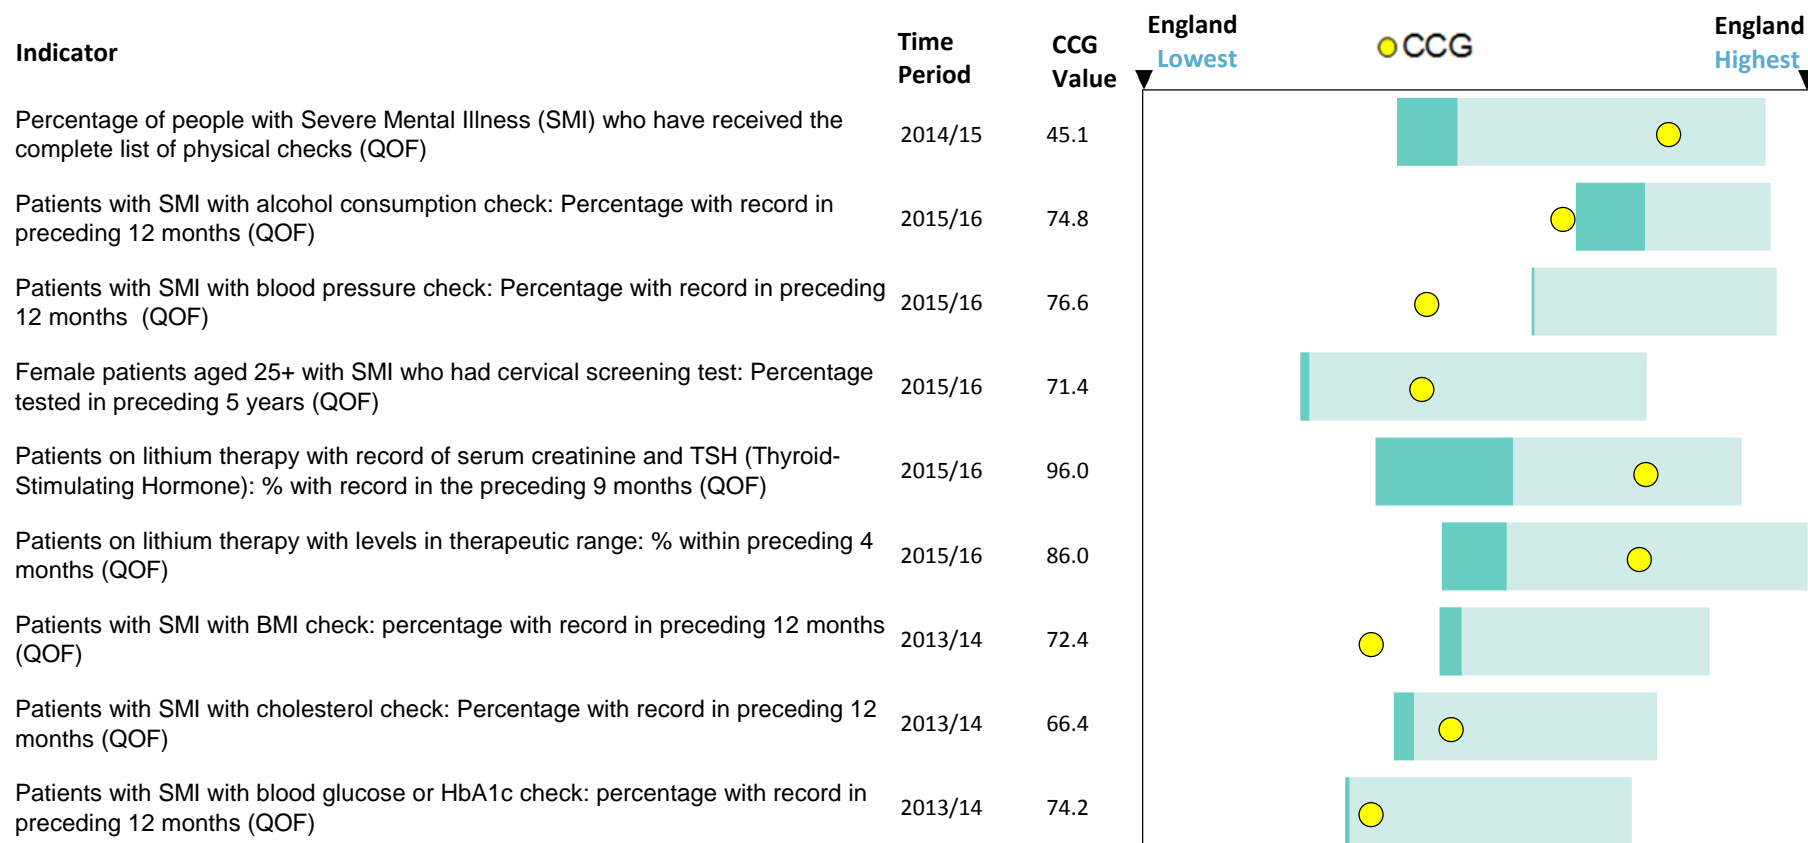 Indicator
Time Period
CCG Value
England Lowest
CCG
England Highest
Percentage of people with Severe Mental Illness (SMI) who have received the
complete list of physical checks (QOF)
2014/15
45.1
Patients with SMI with alcohol consumption check: Percentage with record in
preceding 12 months (QOF)
2015/16
74.8
Patients with SMI with blood pressure check: Percentage with record in preceding
12 months (QOF)
2015/16
76.6
Female patients aged 25+ with SMI who had cervical screening test: Percentage
tested in preceding 5 years (QOF)
2015/16
71.4
Patients on lithium therapy with record of serum creatinine and TSH (Thyroid-
Stimulating Hormone): % with record in the preceding 9 months (QOF)
2015/16
96.0
Patients on lithium therapy with levels in therapeutic range: % within preceding 4
months (QOF)
2015/16
86.0
Patients with SMI with BMI check: percentage with record in preceding 12 months
(QOF)
2013/14
72.4
Patients with SMI with cholesterol check: Percentage with record in preceding 12
months (QOF)
2013/14
66.4
Patients with SMI with blood glucose or HbA1c check: percentage with record in
preceding 12 months (QOF)
2013/14
74.2